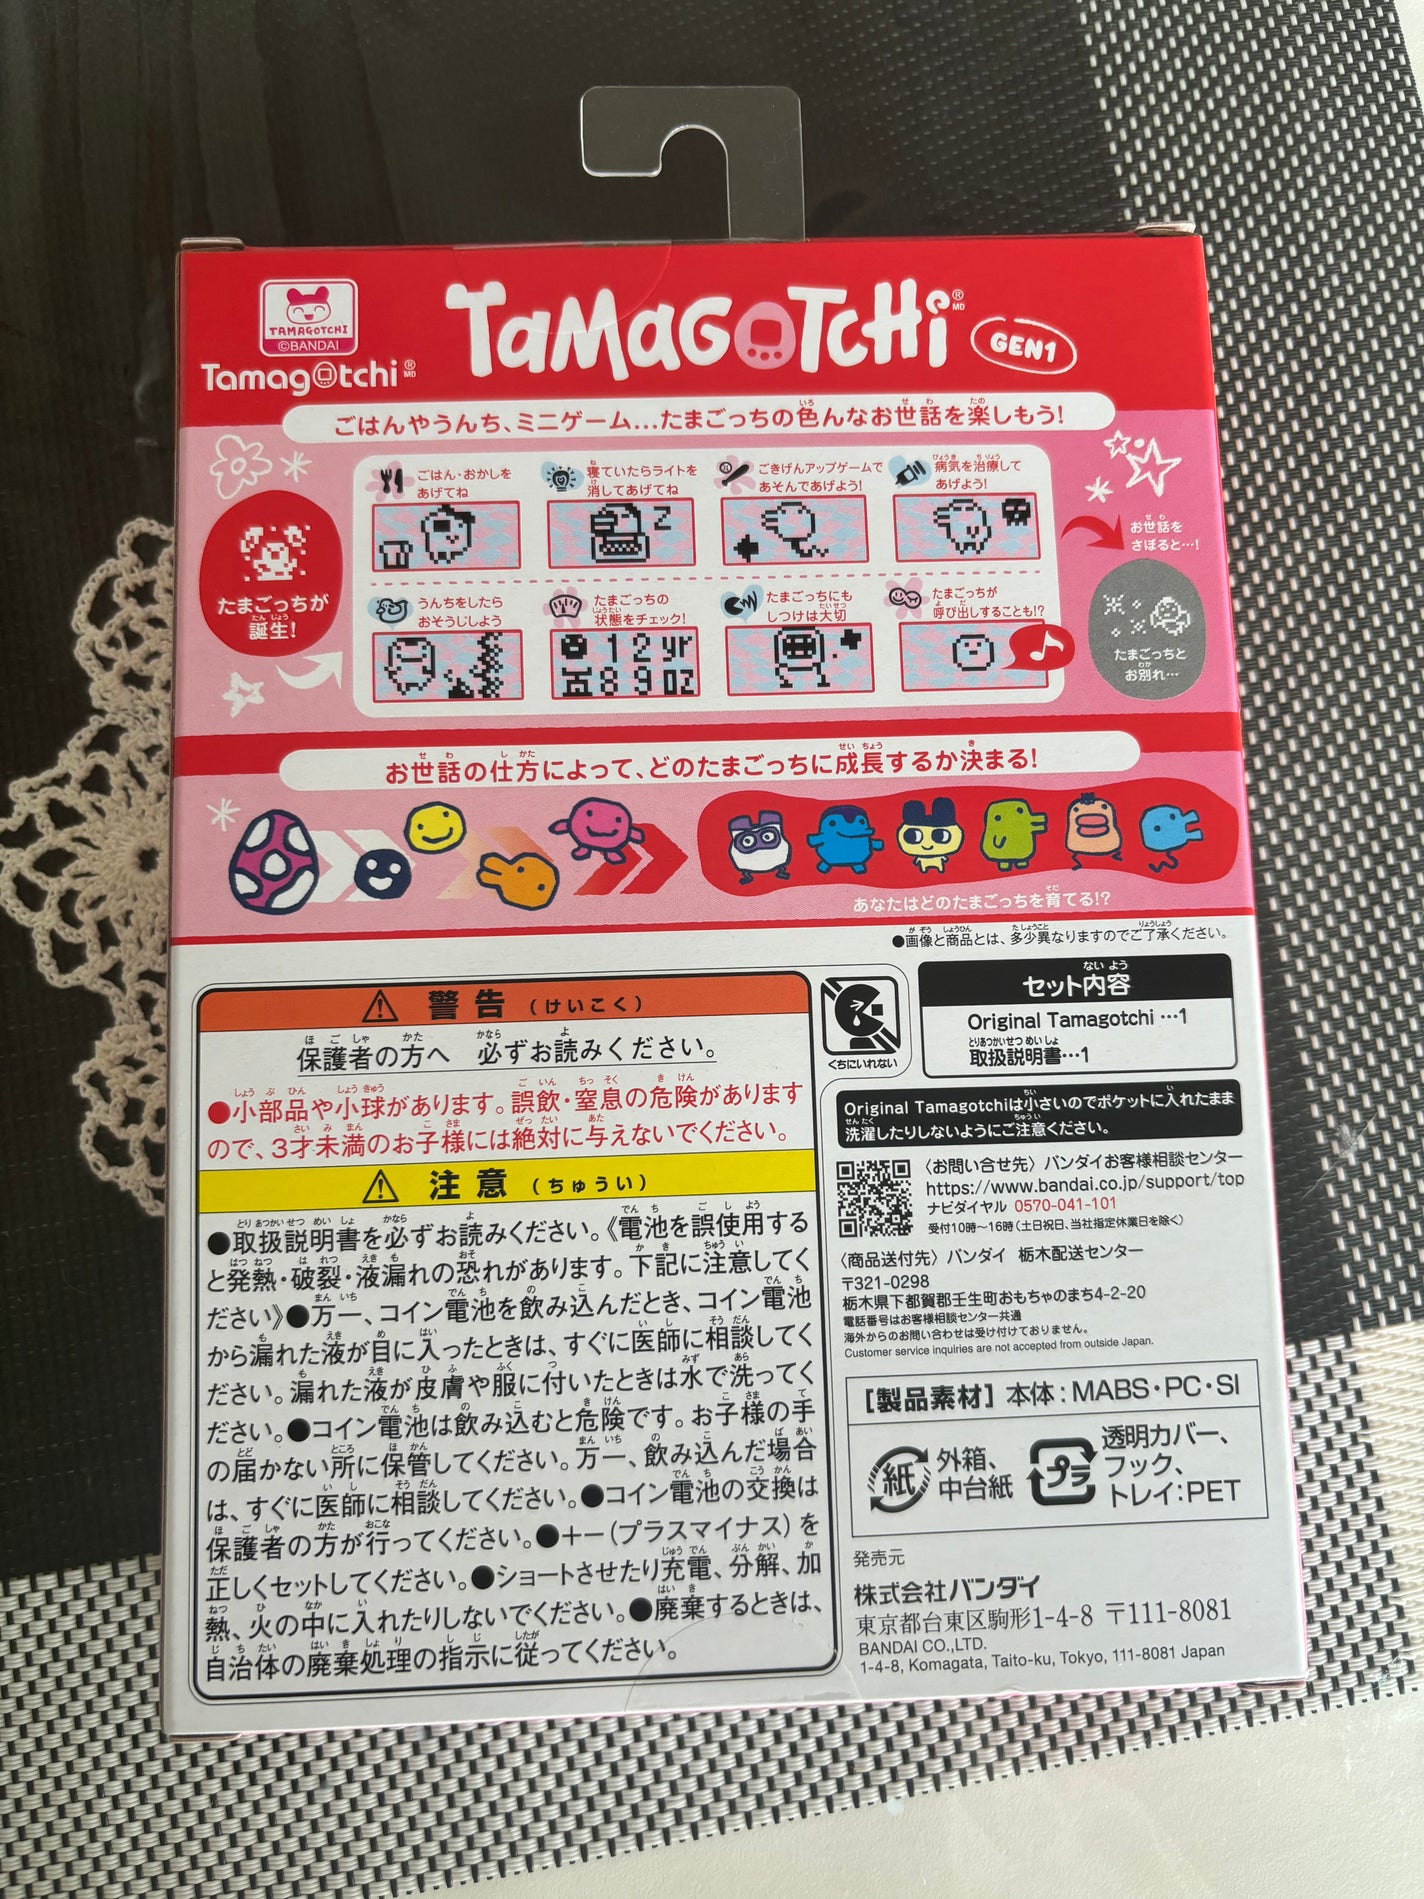 TAMAGOTCHI
©BANDAI
Tamagotchi®
MD
TaMaGoTCHi®
MD
GEN1
ごはんやうんち、ミニゲーム…たまごっちの色んなお世話を楽しもう!
たまごっちが
誕生!
ごはん・おかしを
あげてね
寝ていたらライトを
消してあげてね
ごきげんアップゲームで
あそんであげよう!
病気を治療して
あげよう!
お世話を
さぼると…!
うんちをしたら
おそうじしよう
たまごっちの
状態をチェック!
12yr
89oz
たまごっちにも
しつけは大切
たまごっちが
呼び出しすることも!?
たまごっちと
お別れ…
お世話の仕方によって、どのたまごっちに成長するか決まる!
あなたはどのたまごっちを育てる!?
●画像と商品とは、多少異なりますのでご了承ください。
警告(けいこく)
保護者の方へ 必ずお読みください。
●小部品や小球があります。誤飲・窒息の危険があります
ので、3才未満のお子様には絶対に与えないでください。
注意(ちゅうい)
●取扱説明書を必ずお読みください。《電池を誤使用する
と発熱・破裂・液漏れの恐れがあります。下記に注意してく
ださい》●万一、コイン電池を飲み込んだとき、コイン電池
から漏れた液が目に入ったときは、すぐに医師に相談してく
ださい。漏れた液が皮膚や服に付いたときは水で洗ってく
ださい。●コイン電池は飲み込むと危険です。お子様の手
の届かない所に保管してください。万一、飲み込んだ場合
は、すぐに医師に相談してください。●コイン電池の交換は
保護者の方が行ってください。●+−(プラスマイナス)を
正しくセットしてください。●ショートさせたり充電、分解、加
熱、火の中に入れたりしないでください。●廃棄するときは、
自治体の廃棄処理の指示に従ってください。
くちにいれない
セット内容
Original Tamagotchi…1
取扱説明書…1
Original Tamagotchiは小さいのでポケットに入れたまま
洗濯したりしないようにご注意ください。
〈お問い合せ先〉バンダイお客様相談センター
https://www.bandai.co.jp/support/top
ナビダイヤル 0570-041-101
受付10時〜16時(土日祝日、当社指定休業日を除く)
〈商品送付先〉バンダイ 栃木配送センター
〒321-0298
栃木県下都賀郡壬生町おもちゃのまち4-2-20
電話番号はお客様相談センター共通
海外からのお問い合わせは受け付けておりません。
Customer service inquiries are not accepted from outside Japan.
[製品素材]本体:MABS・PC・SI
紙
外箱、
中台紙
プラ
透明カバー、
フック、
トレイ:PET
発売元
株式会社バンダイ
東京都台東区駒形1-4-8 〒111-8081
BANDAI CO.,LTD.
1-4-8, Komagata, Taito-ku, Tokyo, 111-8081 Japan